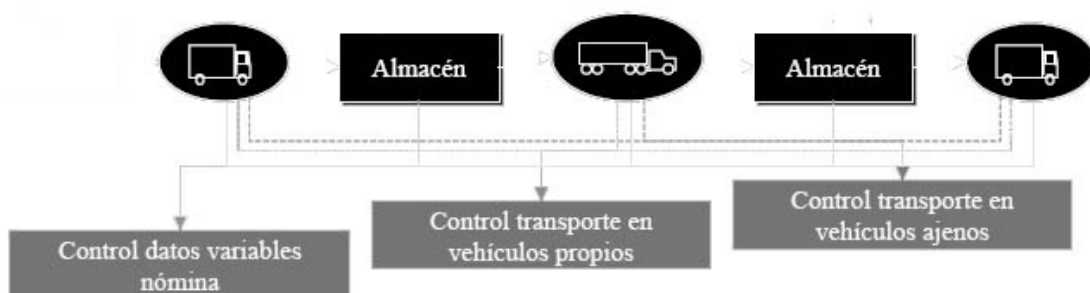 Almacén
Almacén
Control transporte en
vehículos ajenos
Control transporte en
vehículos propios
Control datos variables
nómina